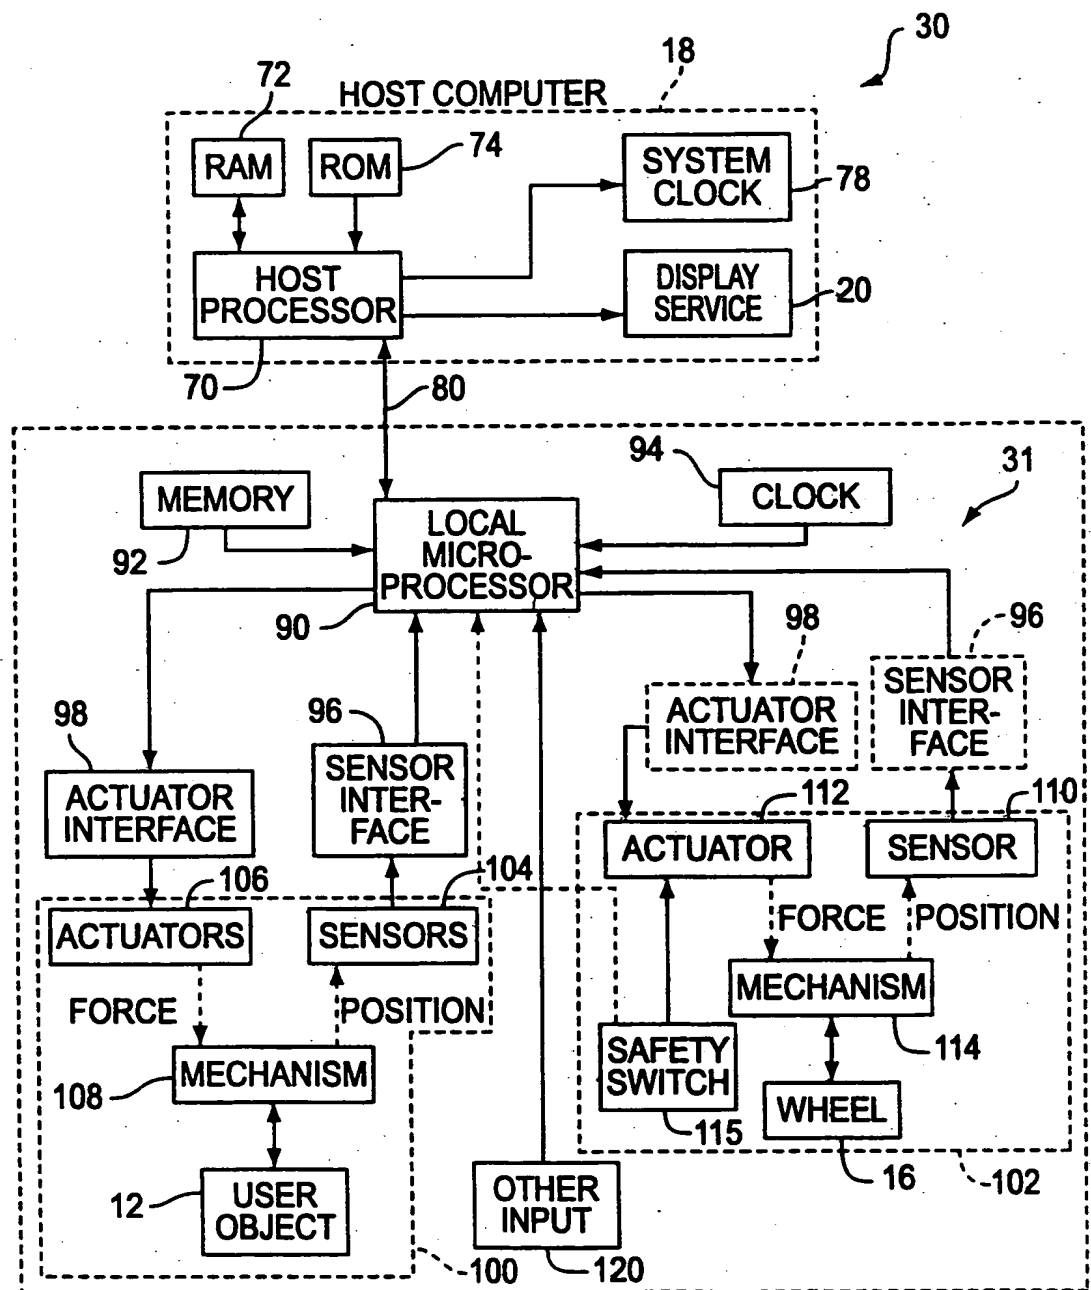 30
18
HOST COMPUTER
72
RAM
ROM
74
SYSTEM
CLOCK
78
HOST
PROCESSOR
DISPLAY
SERVICE
20
70
80
94
31
MEMORY
CLOCK
92
LOCAL
MICRO-
PROCESSOR
90
98
96
ACTUATOR
INTERFACE
SENSOR
INTER-
FACE
98
96
ACTUATOR
INTERFACE
SENSOR
INTER-
FACE
112
110
ACTUATOR
SENSOR
106
104
ACTUATORS
SENSORS
FORCE
POSITION
FORCE
POSITION
MECHANISM
114
MECHANISM
108
SAFETY
SWITCH
115
WHEEL
16
102
12
USER
OBJECT
OTHER
INPUT
100
120